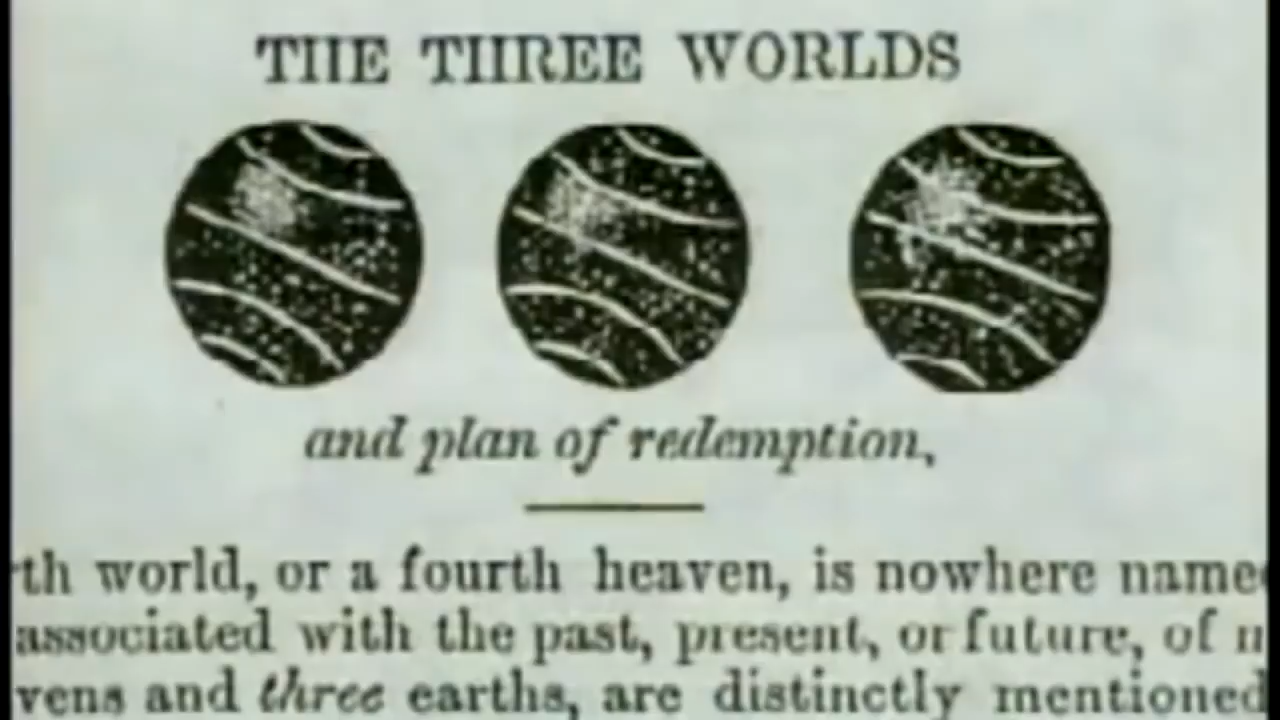 THE THREE WORLDS
and plan of redemption,
th world, or a fourth heaven, is nowhere name
associated with the past, present, or future, of
vens and three earths, are distinctly mentioned